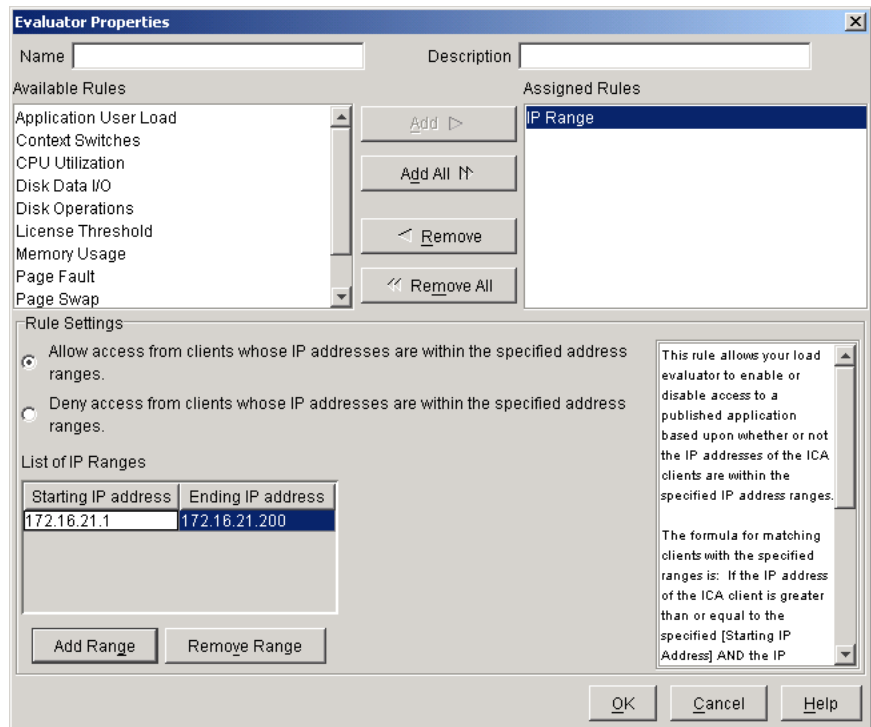 Evaluator Properties
Name
Description
Available Rules
Assigned Rules
Application User Load
Context Switches
CPU Utilization
Disk Data I/O
Disk Operations
License Threshold
Memory Usage
Page Fault
Page Swap
Add
Add All
Remove
Remove All
IP Range
Rule Settings
Allow access from clients whose IP addresses are within the specified address
ranges.
Deny access from clients whose IP addresses are within the specified address
ranges.
List of IP Ranges
Starting IP address Ending IP address
172.16.21.1 172.16.21.200
Add Range
Remove Range
This rule allows your load
evaluator to enable or
disable access to a
published application
based upon whether or not
the IP addresses of the ICA
clients are within the
specified IP address ranges.
The formula for matching
clients with the specified
ranges is: If the IP address
of the ICA client is greater
than or equal to the
specified [Starting IP
Address] AND the IP
OK
Cancel
Help